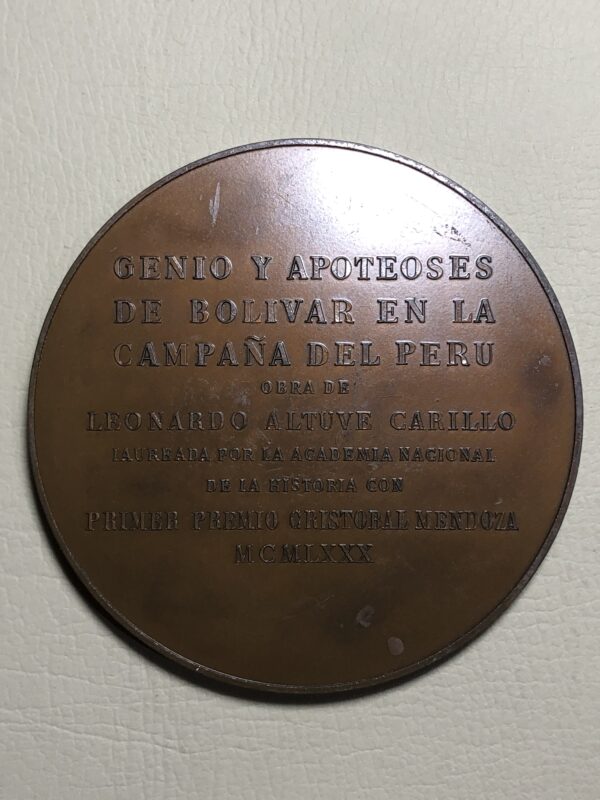 GENIO Y APOTEOSES
DE BOLIVAR EN LA
CAMPAÑA DEL PERU
OBRA DE
LEONARDO ALTUVE CARILLO
LAUREADA POR LA ACADEMIA NACIONAL
DE LA HISTORIA CON
PRIMER PREMIO CRISTOBAL MENDOZA
MCMLXXX